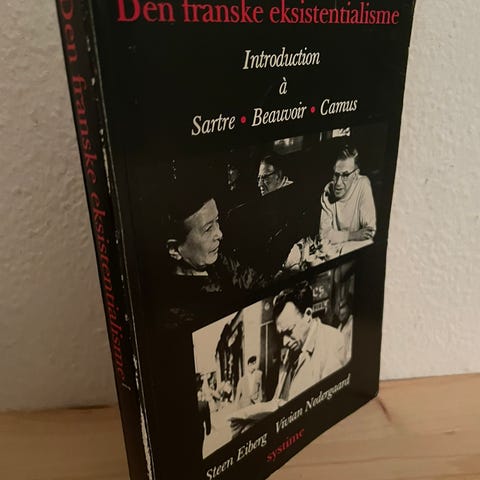 Den franske eksistentialisme
Introduction
à
Sartre • Beauvoir • Camus
Steen Eiberg Vivian Nedergaard
systime
Den franske eksistentialisme